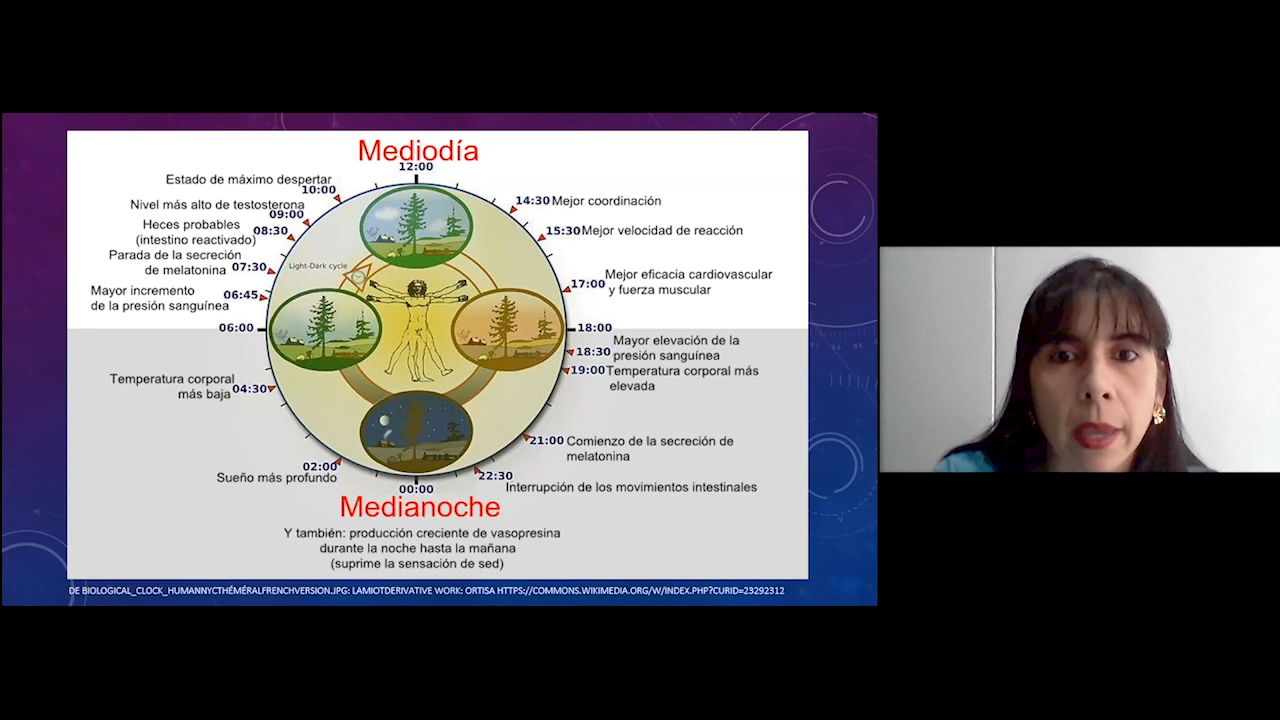 Mediodía
12:00
Estado de máximo despertar
10:00
Nivel más alto de testosterona
09:00
Heces probables
(intestino reactivado)
08:30
Parada de la secreción
de melatonina
07:30
Mayor incremento
de la presión sanguínea
06:45
06:00
Temperatura corporal
más baja
04:30
02:00
Sueño más profundo
Light-Dark cycle
14:30 Mejor coordinación
15:30 Mejor velocidad de reacción
17:00
Mejor eficacia cardiovascular
y fuerza muscular
18:00
18:30
Mayor elevación de la
presión sanguínea
19:00 Temperatura corporal más
elevada
21:00 Comienzo de la secreción de
melatonina
22:30
Interrupción de los movimientos intestinales
00:00
Medianoche
Y también: producción creciente de vasopresina
durante la noche hasta la mañana
(suprime la sensación de sed)
DE BIOLOGICAL_CLOCK_HUMANNYCTHÉMÉRALFRENCHVERSION.JPG: LAMIOTDERIVATIVE WORK: ORTISA HTTPS://COMMONS.WIKIMEDIA.ORG/W/INDEX.PHP?CURID=23292312